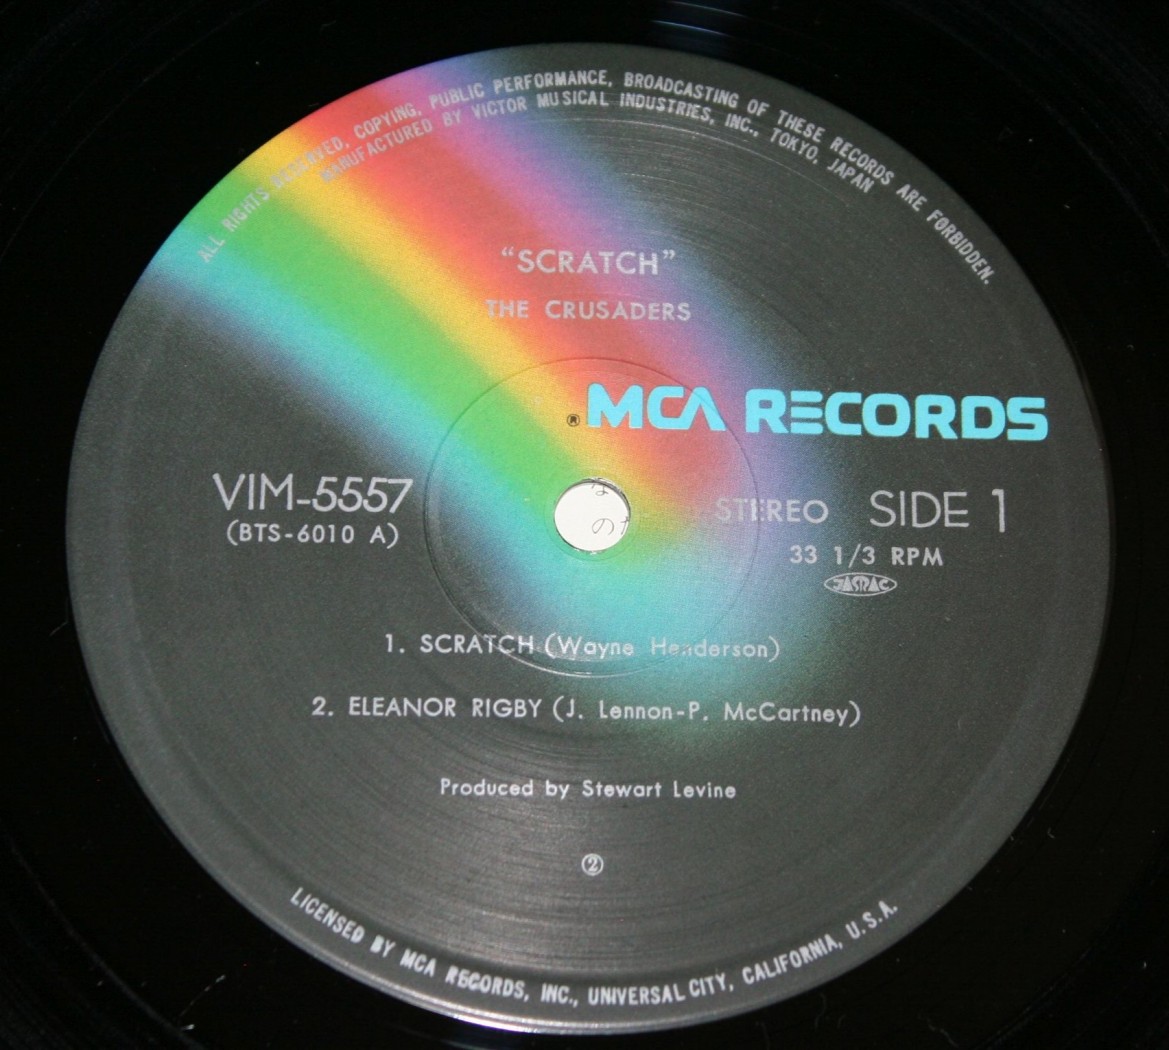 ALL RIGHTS RESERVED, COPYING, PUBLIC PERFORMANCE, BROADCASTING OF THESE RECORDS ARE FORBIDDEN.
MANUFACTURED BY VICTOR MUSICAL INDUSTRIES, INC., TOKYO, JAPAN
“SCRATCH”
THE CRUSADERS
® MCA RECORDS
VIM-5557
(BTS-6010 A)
STEREO SIDE 1
33 1/3 RPM
JASRAC
の
1. SCRATCH (Wayne Henderson)
2. ELEANOR RIGBY (J. Lennon-P. McCartney)
Produced by Stewart Levine
②
LICENSED BY MCA RECORDS, INC., UNIVERSAL CITY, CALIFORNIA, U.S.A.